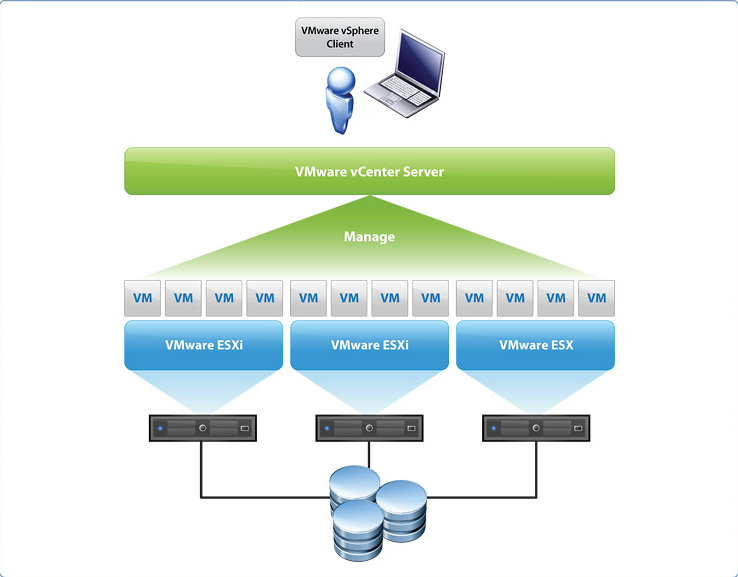 VMware vSphere
Client
VMware vCenter Server
Manage
VM VM VM VM VM VM VM VM VM VM VM VM
VMware ESXi VMware ESXi VMware ESX